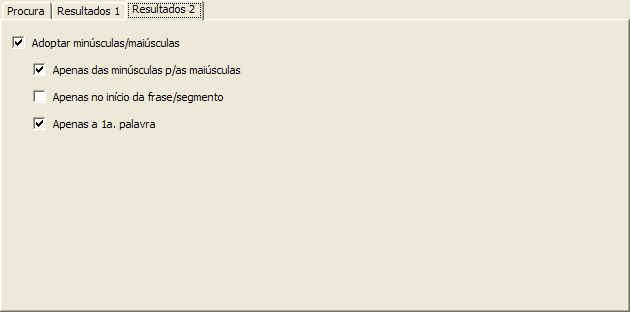 Procura Resultados 1 Resultados 2
Adoptar minúsculas/maiúsculas
Apenas das minúsculas p/as maiúsculas
Apenas no início da frase/segmento
Apenas a 1a. palavra